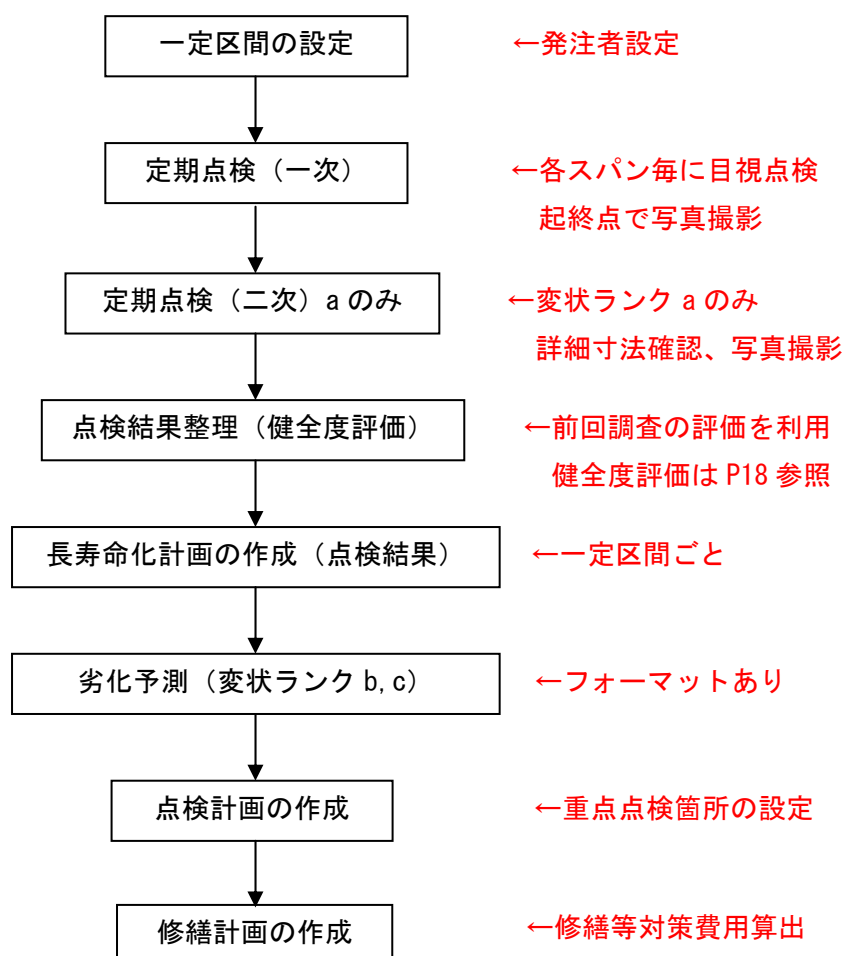 一定区間の設定 ←発注者設定
定期点検（一次） ←各スパン毎に目視点検
起終点で写真撮影
定期点検（二次）aのみ ←変状ランクaのみ
詳細寸法確認、写真撮影
点検結果整理（健全度評価） ←前回調査の評価を利用
健全度評価はP18参照
長寿命化計画の作成（点検結果） ←一定区間ごと
劣化予測（変状ランクb,c） ←フォーマットあり
点検計画の作成 ←重点点検箇所の設定
修繕計画の作成 ←修繕等対策費用算出